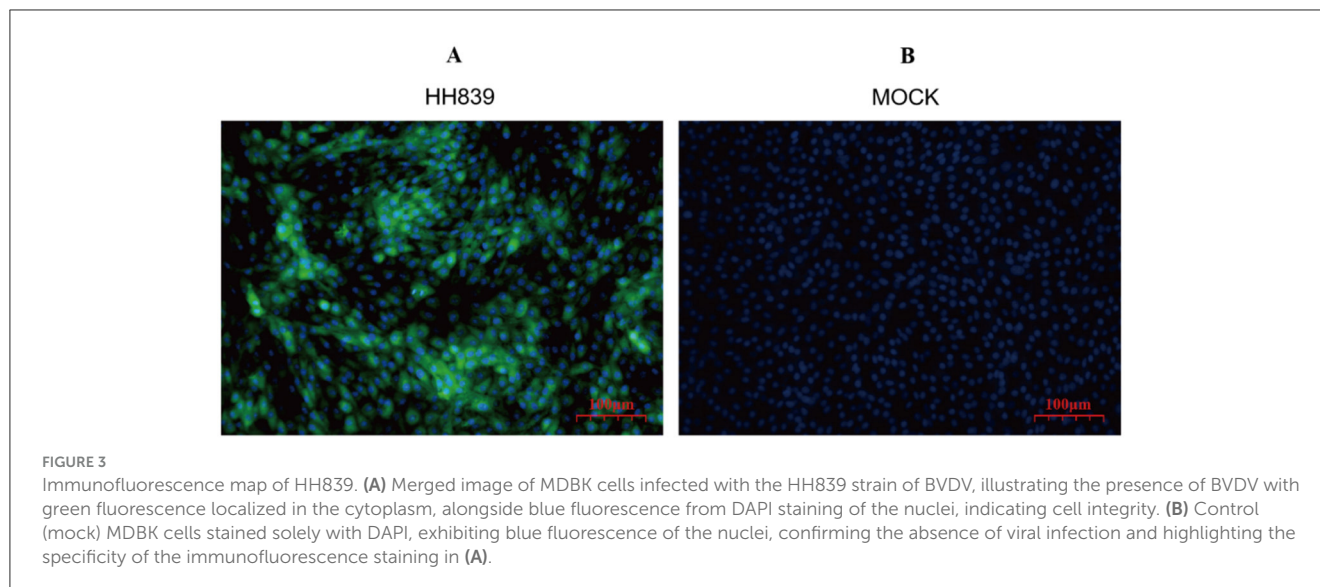 A
B
HH839
MOCK
100μm
100μm
FIGURE 3
Immunofluorescence map of HH839. (A) Merged image of MDBK cells infected with the HH839 strain of BVDV, illustrating the presence of BVDV with
green fluorescence localized in the cytoplasm, alongside blue fluorescence from DAPI staining of the nuclei, indicating cell integrity. (B) Control
(mock) MDBK cells stained solely with DAPI, exhibiting blue fluorescence of the nuclei, confirming the absence of viral infection and highlighting the
specificity of the immunofluorescence staining in (A).